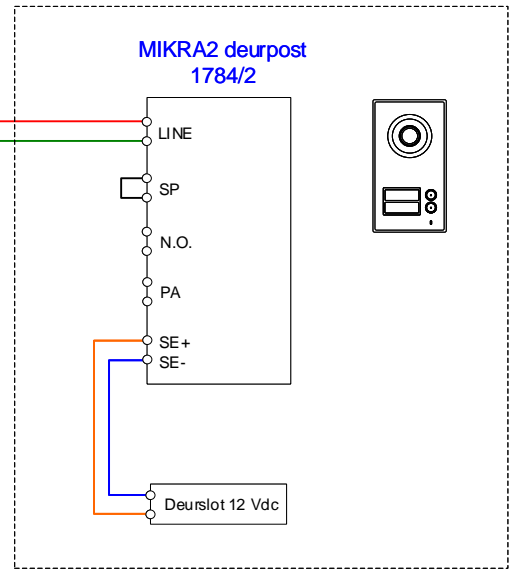 MIKRA2 deurpost
1784/2
LINE
SP
N.O.
PA
SE+
SE-
Deurslot 12 Vdc